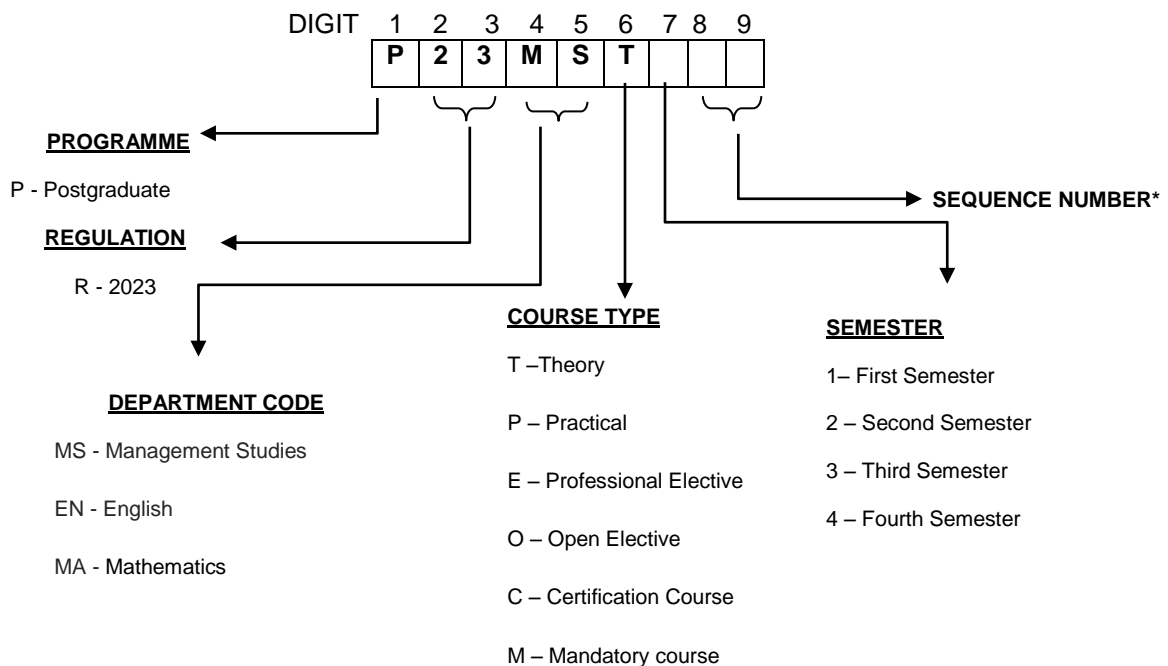 DIGIT 1 2 3 4 5 6 7 8 9
P 2 3 M S T
PROGRAMME
P - Postgraduate
REGULATION
R - 2023
DEPARTMENT CODE
MS - Management Studies
EN - English
MA - Mathematics
COURSE TYPE
T –Theory
P – Practical
E – Professional Elective
O – Open Elective
C – Certification Course
M – Mandatory course
SEQUENCE NUMBER*
SEMESTER
1– First Semester
2 – Second Semester
3 – Third Semester
4 – Fourth Semester